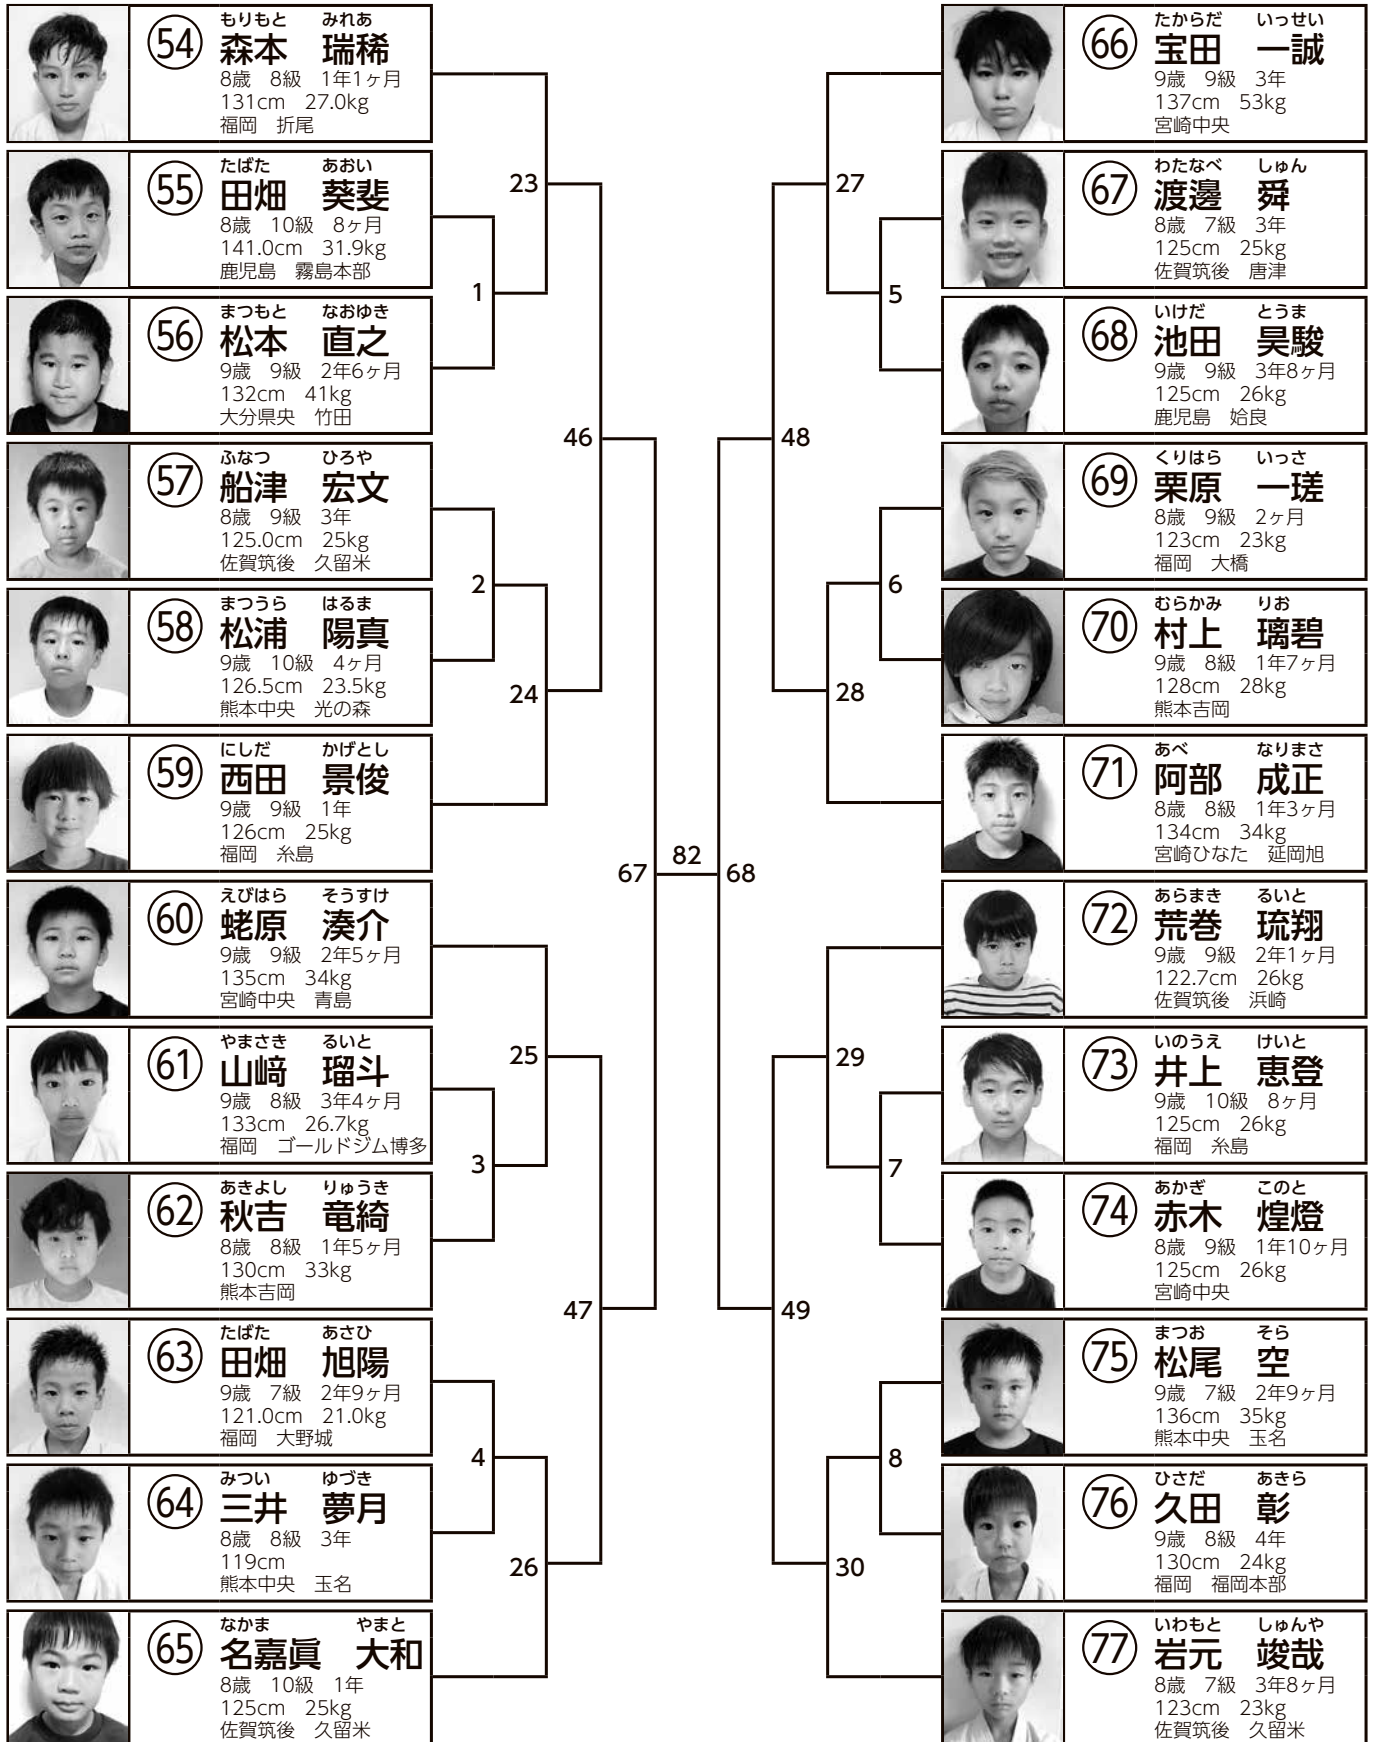 54
もりもと　みれあ
森本　瑞稀
8歳　8級　1年1ヶ月
131cm　27.0kg
福岡　折尾
55
たばた　あおい
田畑　葵斐
8歳　10級　8ヶ月
141.0cm　31.9kg
鹿児島　霧島本部
56
まつもと　なおゆき
松本　直之
9歳　9級　2年6ヶ月
132cm　41kg
大分県央　竹田
57
ふなつ　ひろや
船津　宏文
8歳　9級　3年
125.0cm　25kg
佐賀筑後　久留米
58
まつうら　はるま
松浦　陽真
9歳　10級　4ヶ月
126.5cm　23.5kg
熊本中央　光の森
59
にしだ　かげとし
西田　景俊
9歳　9級　1年
126cm　25kg
福岡　糸島
60
えびはら　そうすけ
蛯原　湊介
9歳　9級　2年5ヶ月
135cm　34kg
宮崎中央　青島
61
やまさき　るいと
山﨑　瑠斗
9歳　8級　3年4ヶ月
133cm　26.7kg
福岡　ゴールドジム博多
62
あきよし　りゅうき
秋吉　竜綺
8歳　8級　1年5ヶ月
130cm　33kg
熊本吉岡
63
たばた　あさひ
田畑　旭陽
9歳　7級　2年9ヶ月
121.0cm　21.0kg
福岡　大野城
64
みつい　ゆづき
三井　夢月
8歳　8級　3年
119cm
熊本中央　玉名
65
なかま　やまと
名嘉眞　大和
8歳　10級　1年
125cm　25kg
佐賀筑後　久留米
23
1
46
2
24
67
25
3
47
4
26
82
68
27
5
48
6
28
29
7
49
8
30
66
たからだ　いっせい
宝田　一誠
9歳　9級　3年
137cm　53kg
宮崎中央
67
わたなべ　しゅん
渡邊　舜
8歳　7級　3年
125cm　25kg
佐賀筑後　唐津
68
いけだ　とうま
池田　昊駿
9歳　9級　3年8ヶ月
125cm　26kg
鹿児島　姶良
69
くりはら　いっさ
栗原　一瑳
8歳　9級　2ヶ月
123cm　23kg
福岡　大橋
70
むらかみ　りお
村上　璃碧
9歳　8級　1年7ヶ月
128cm　28kg
熊本吉岡
71
あべ　なりまさ
阿部　成正
8歳　8級　1年3ヶ月
134cm　34kg
宮崎ひなた　延岡旭
72
あらまき　るいと
荒巻　琉翔
9歳　9級　2年1ヶ月
122.7cm　26kg
佐賀筑後　浜崎
73
いのうえ　けいと
井上　恵登
9歳　10級　8ヶ月
125cm　26kg
福岡　糸島
74
あかぎ　このと
赤木　煌燈
8歳　9級　1年10ヶ月
125cm　26kg
宮崎中央
75
まつお　そら
松尾　空
9歳　7級　2年9ヶ月
136cm　35kg
熊本中央　玉名
76
ひさだ　あきら
久田　彰
9歳　8級　4年
130cm　24kg
福岡　福岡本部
77
いわもと　しゅんや
岩元　竣哉
8歳　7級　3年8ヶ月
123cm　23kg
佐賀筑後　久留米